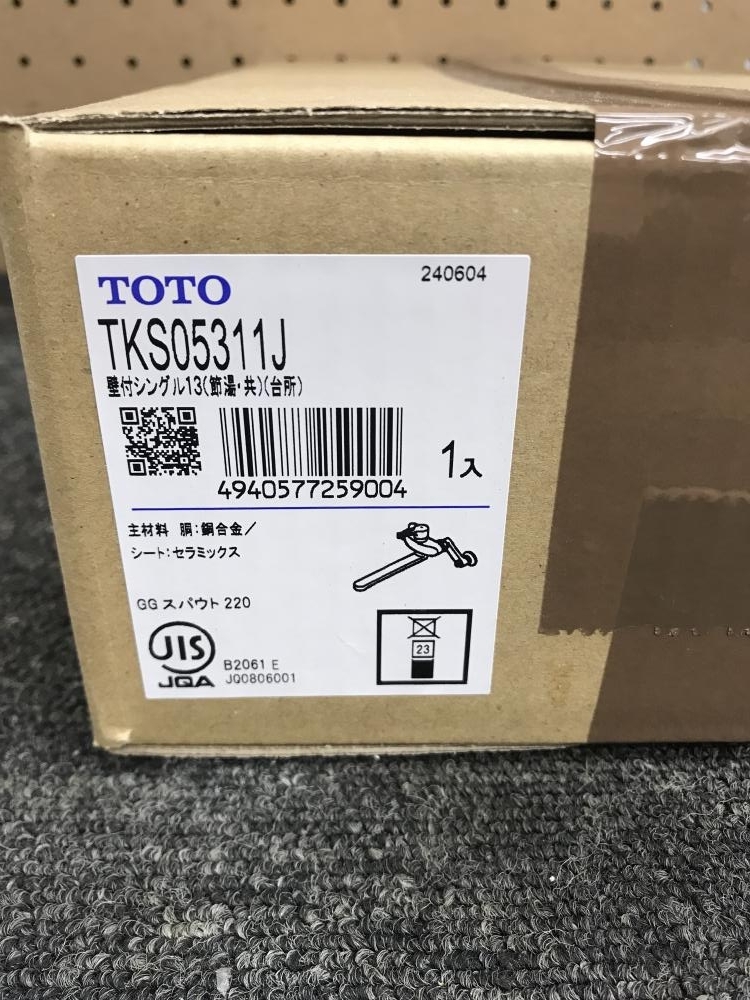 TOTO
240604
TKS05311J
壁付シングル13(節湯・共)(台所)
4940577259004
1入
主材料 胴:銅合金/
シート:セラミックス
GG スパウト 220
JIS
JQA
B2061 E
JQ0806001
23